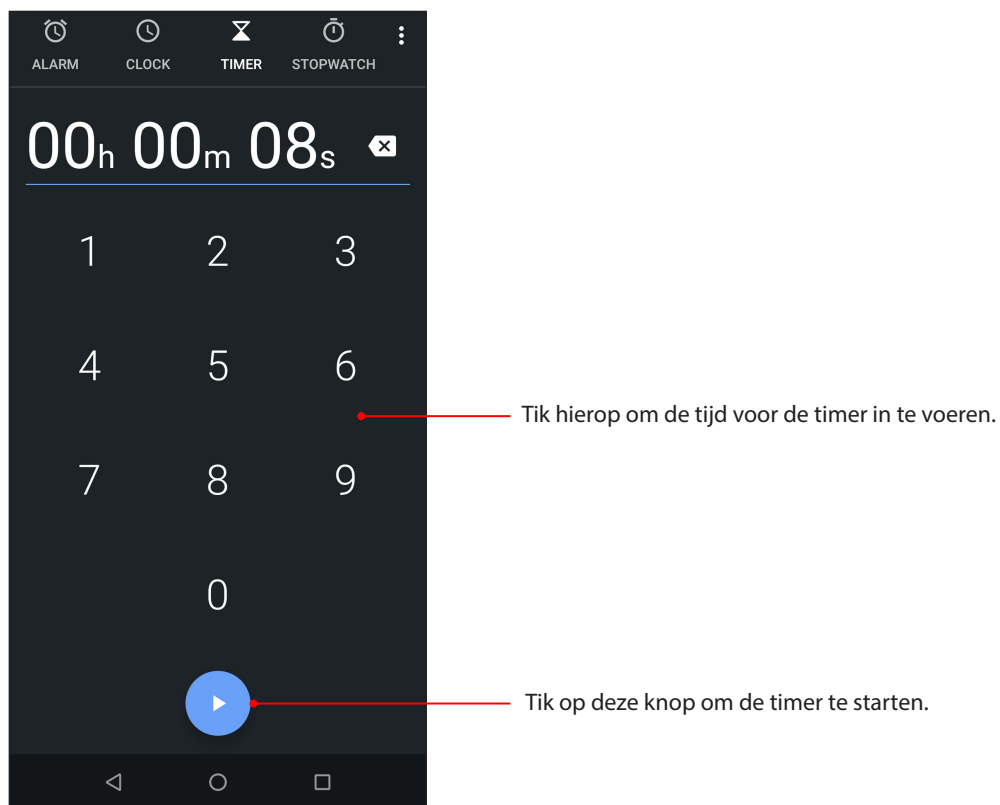 ALARM CLOCK TIMER STOPWATCH
00h 00m 08s
1 2 3
4 5 6
Tik hierop om de tijd voor de timer in te voeren.
7 8 9
0
Tik op deze knop om de timer te starten.